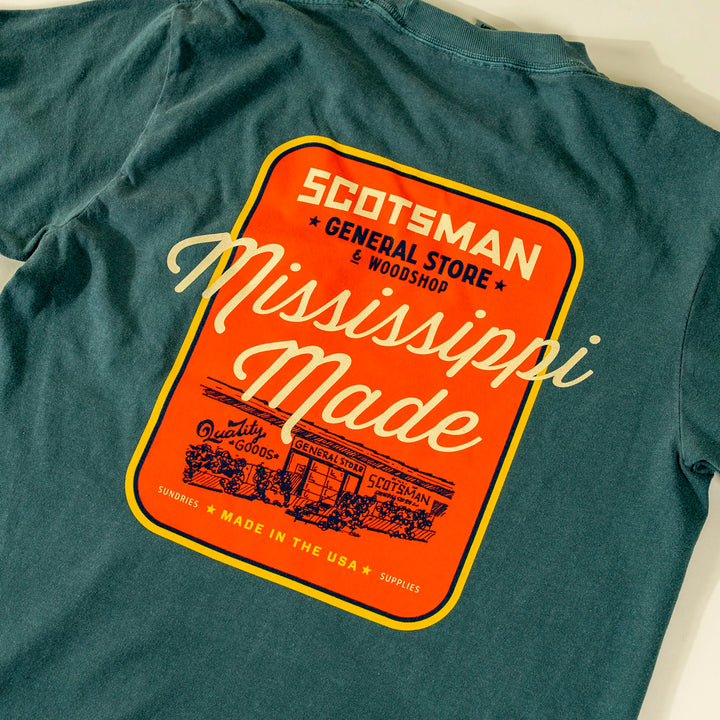 SCOTSMAN
★ GENERAL STORE ★
& WOODSHOP
Mississippi
Made
Quality
GOODS
GENERAL STORE
SCOTSMAN
SUNDRIES
★ MADE IN THE USA ★
SUPPLIES